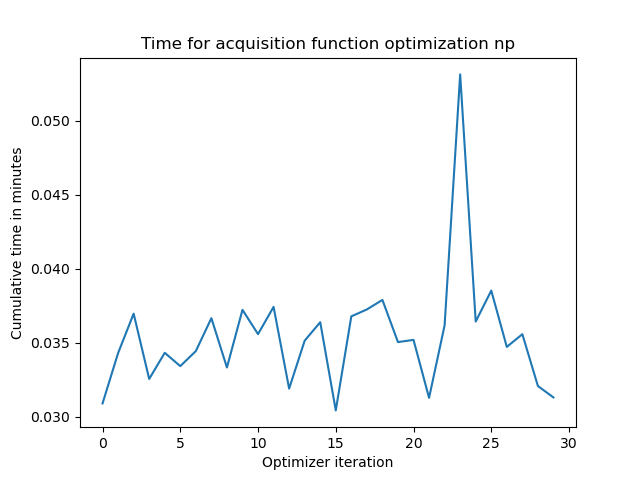 Time for acquisition function optimization np
Cumulative time in minutes
0.050
0.045
0.040
0.035
0.030
0 5 10 15 20 25 30
Optimizer iteration